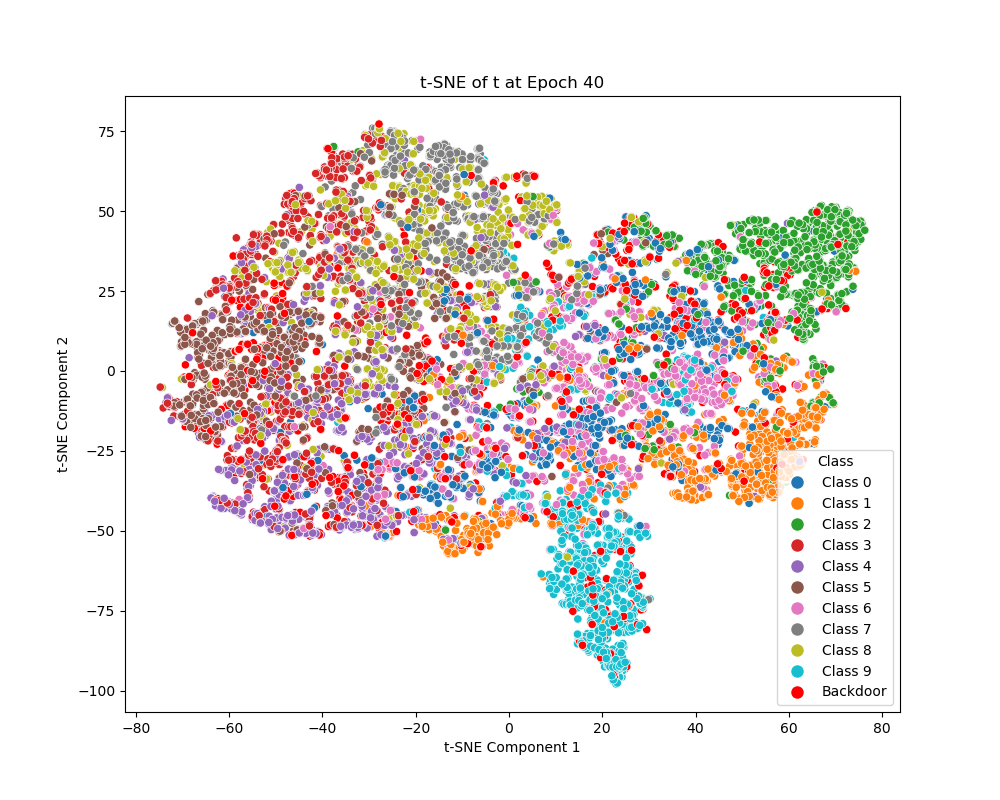 t-SNE of t at Epoch 40
t-SNE Component 2
75
50
25
0
−25
−50
−75
−100
−80
−60
−40
−20
0
20
40
60
80
t-SNE Component 1
Class
Class 0
Class 1
Class 2
Class 3
Class 4
Class 5
Class 6
Class 7
Class 8
Class 9
Backdoor